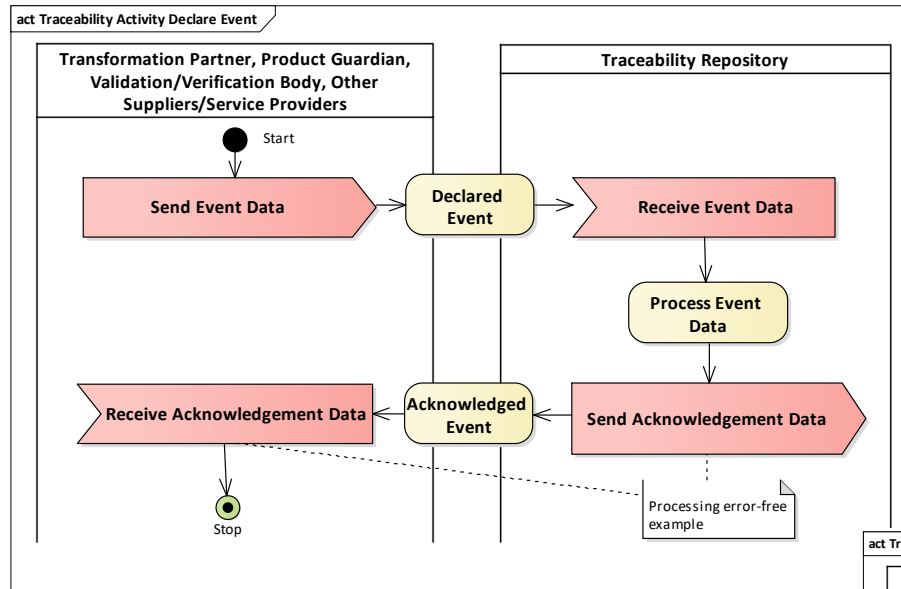 act Traceability Activity Declare Event
Transformation Partner, Product Guardian,
Validation/Verification Body, Other
Suppliers/Service Providers
Traceability Repository
Start
Send Event Data
Declared
Event
Receive Event Data
Process Event
Data
Receive Acknowledgement Data
Acknowledged
Event
Send Acknowledgement Data
Processing error-free
example
Stop
act Tr